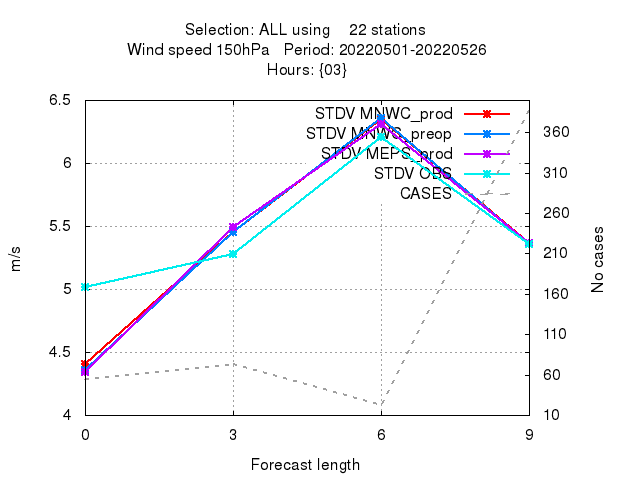 Selection: ALL using 22 stations
Wind speed 150hPa Period: 20220501-20220526
Hours: {03}
6.5
6
5.5
5
4.5
4
m/s
STDV MNWC_prod
STDV MNWC_preop
STDV MEPS_prod
STDV OBS
CASES
360
310
260
210
160
110
60
10
No cases
0 3 6 9
Forecast length